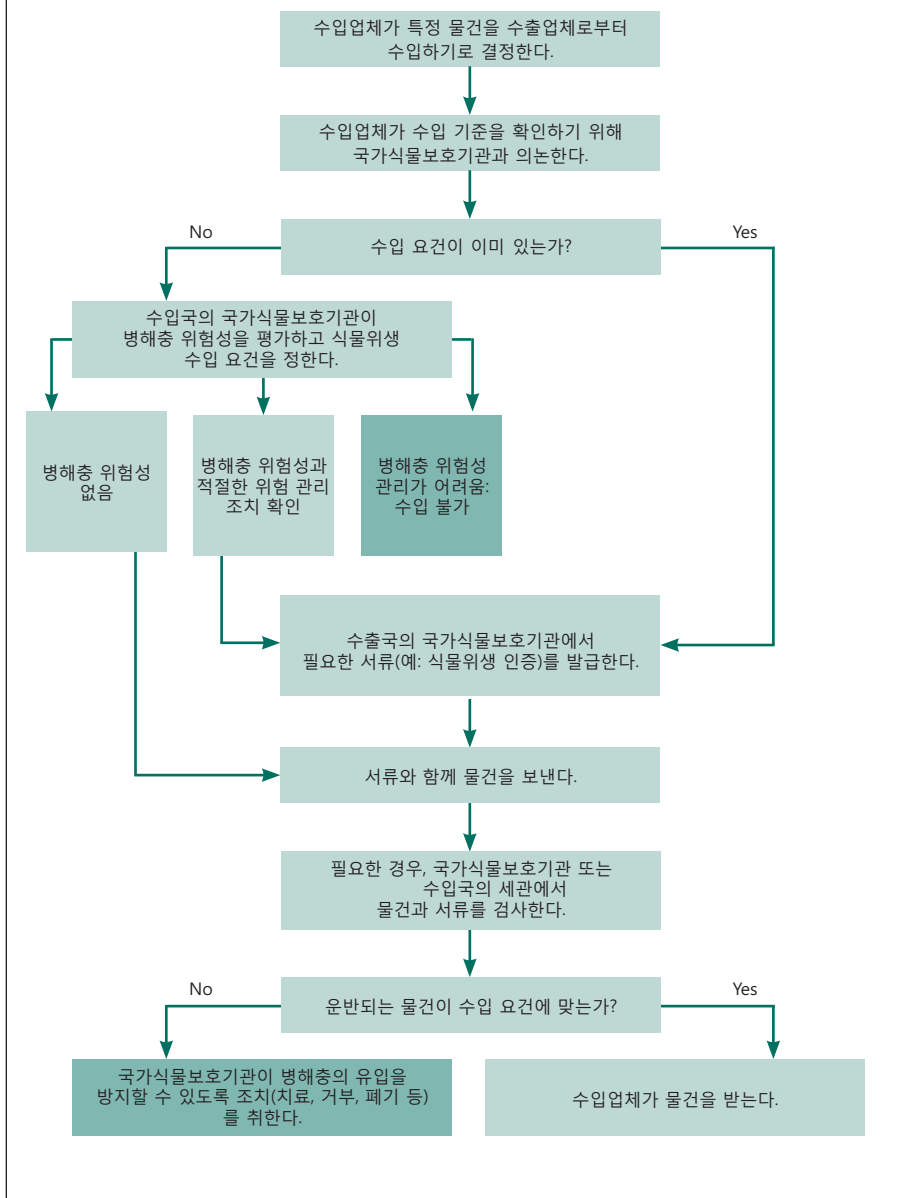 수입업체가 특정 물건을 수출업체로부터
수입하기로 결정한다.
수입업체가 수입 기준을 확인하기 위해
국가식물보호기관과 의논한다.
No
수입 요건이 이미 있는가?
Yes
수입국의 국가식물보호기관이
병해충 위험성을 평가하고 식물위생
수입 요건을 정한다.
병해충 위험성
없음
병해충 위험성과
적절한 위험 관리
조치 확인
병해충 위험성
관리가 어려움:
수입 불가
수출국의 국가식물보호기관에서
필요한 서류(예: 식물위생 인증)를 발급한다.
서류와 함께 물건을 보낸다.
필요한 경우, 국가식물보호기관 또는
수입국의 세관에서
물건과 서류를 검사한다.
No
운반되는 물건이 수입 요건에 맞는가?
Yes
국가식물보호기관이 병해충의 유입을
방지할 수 있도록 조치(치료, 거부, 폐기 등)
를 취한다.
수입업체가 물건을 받는다.